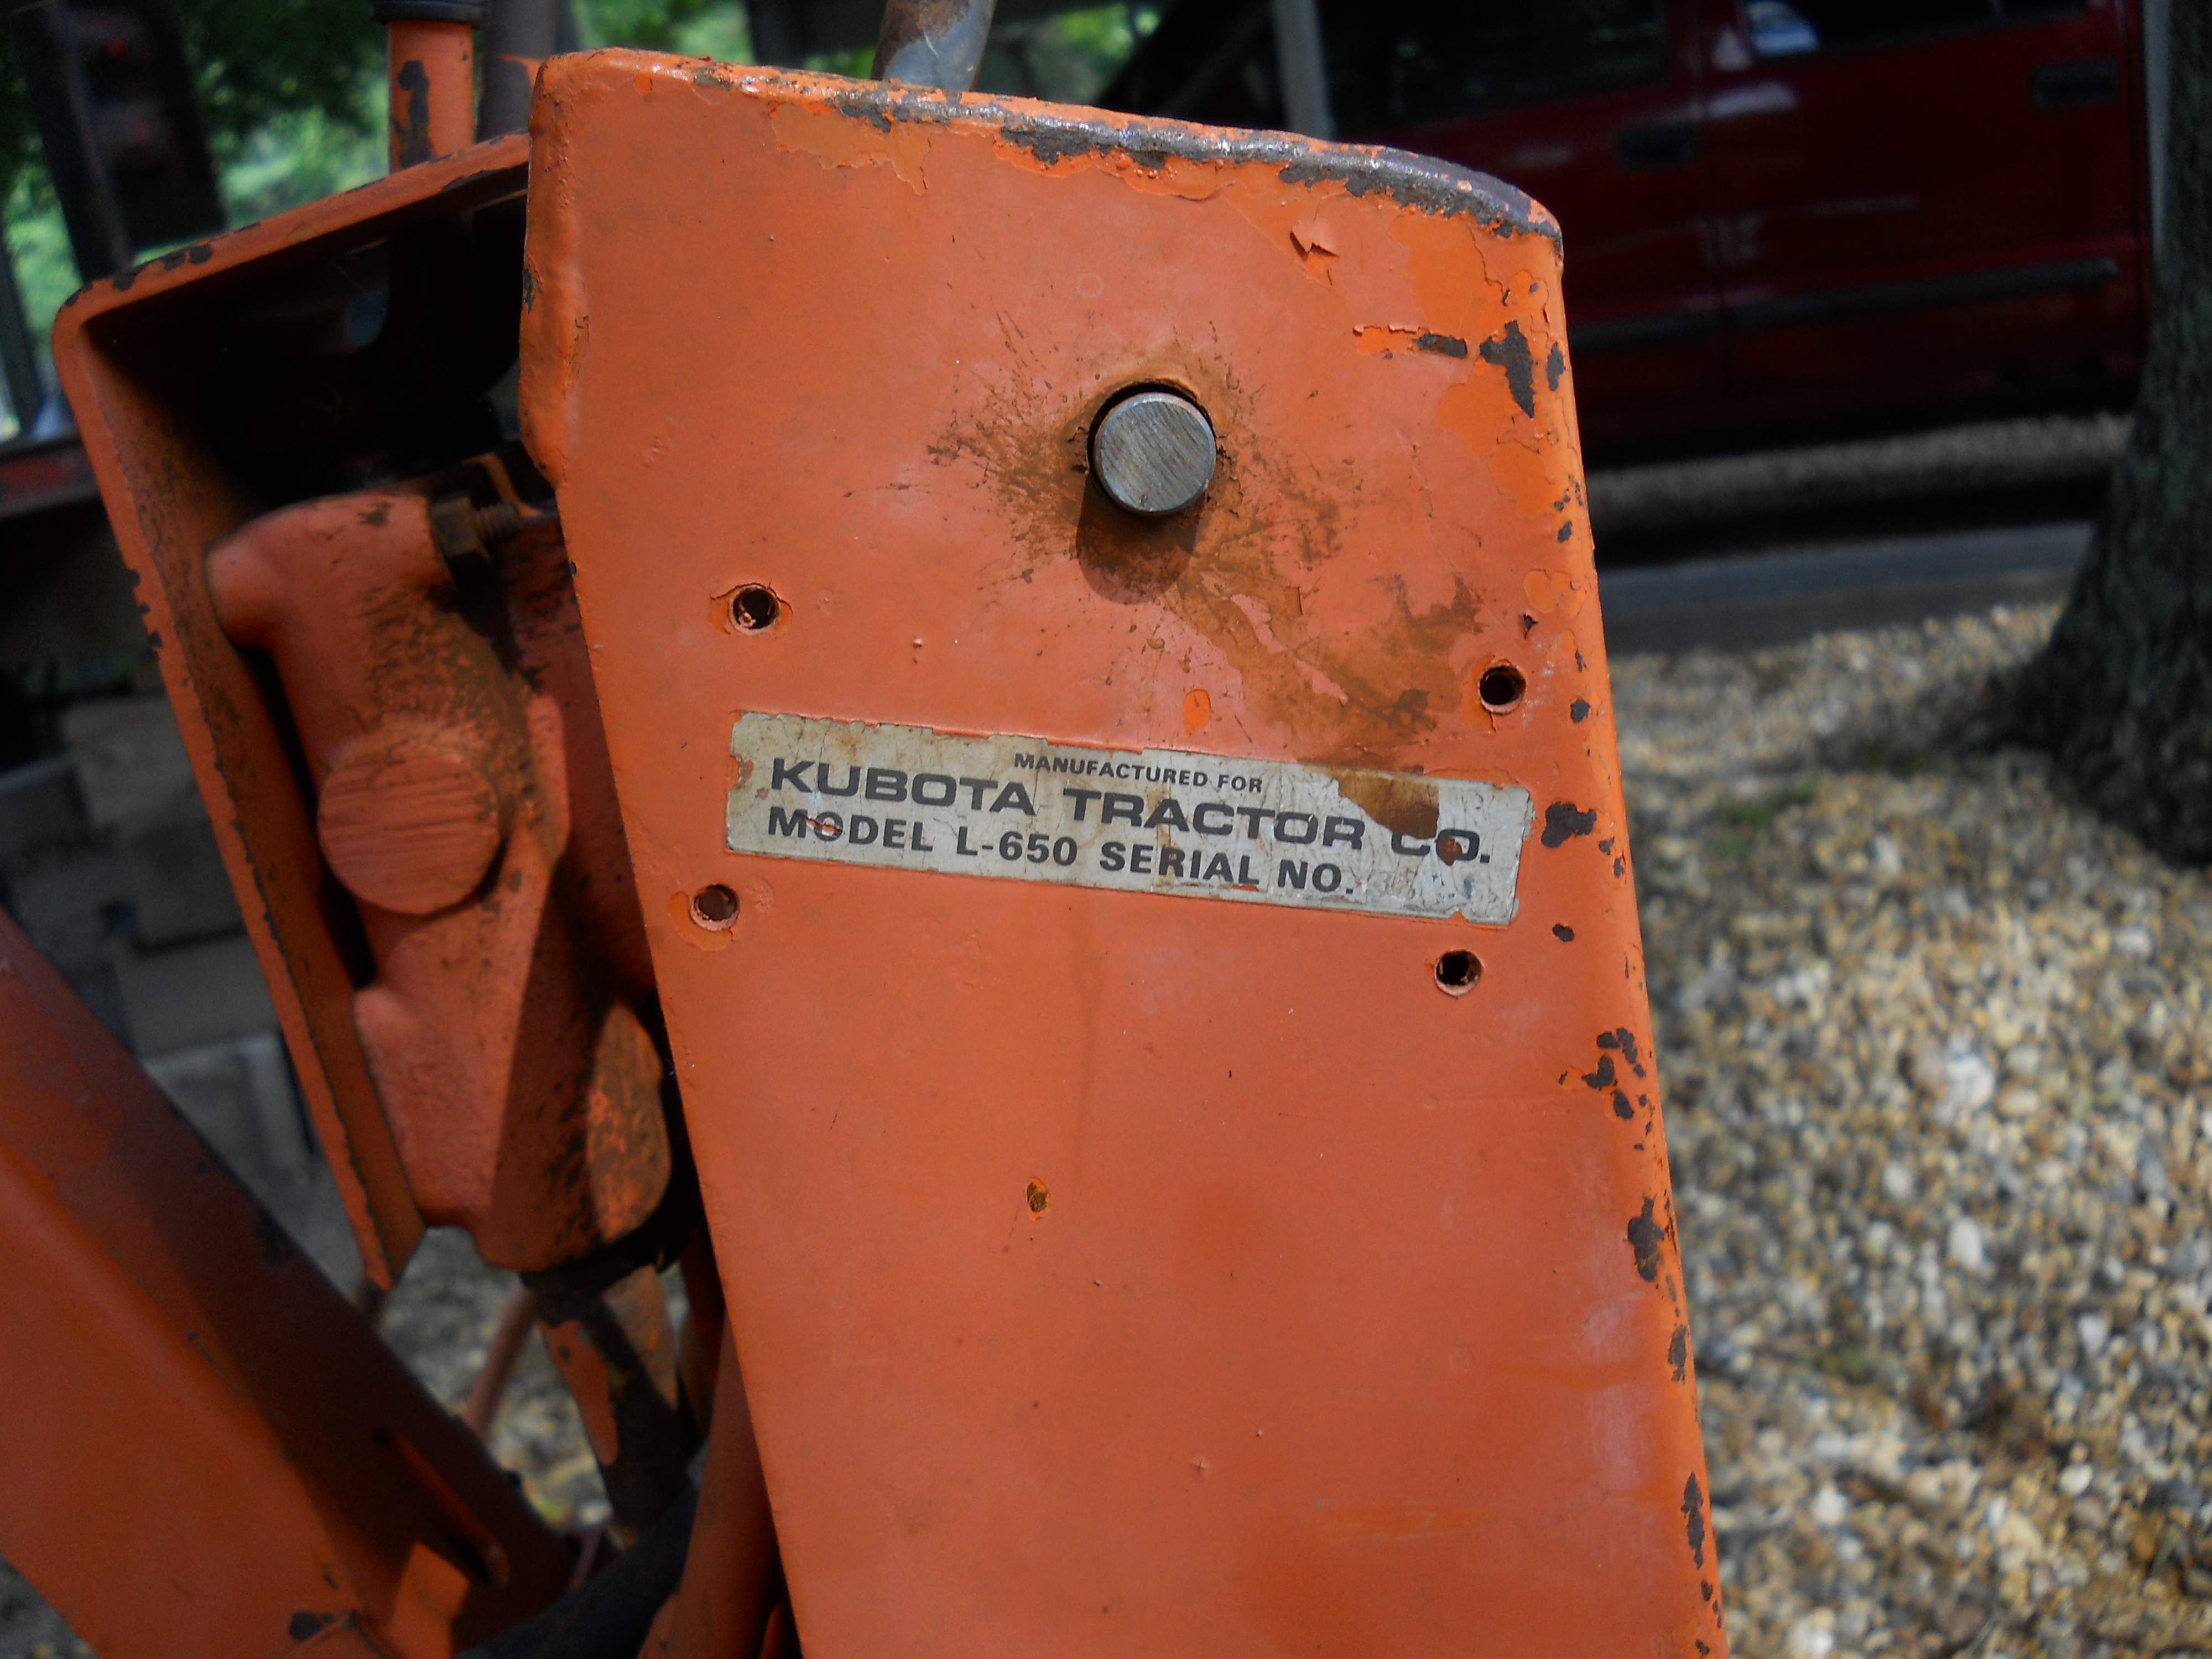 MANUFACTURED FOR
KUBOTA TRACTOR CO.
MODEL L-650 SERIAL NO.